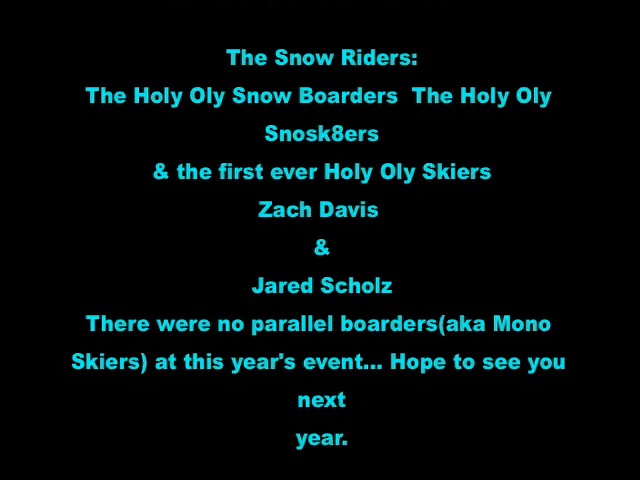 The Snow Riders:
The Holy Oly Snow Boarders  The Holy Oly
Snosk8ers
& the first ever Holy Oly Skiers
Zach Davis
&
Jared Scholz
There were no parallel boarders(aka Mono
Skiers) at this year's event... Hope to see you
next
year.